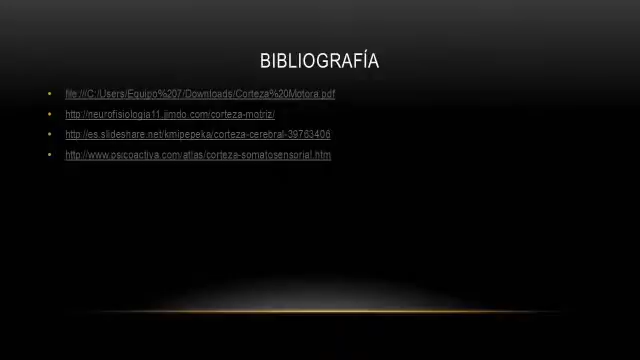 BIBLIOGRAFÍA
• file:///C:/Users/Equipo%207/Downloads/Corteza%20Motora.pdf
• http://neurofisiologia11.jimdo.com/corteza-motriz/
• http://es.slideshare.net/kmipepeka/corteza-cerebral-39763406
• http://www.psicoactiva.com/atlas/corteza-somatosensorial.htm